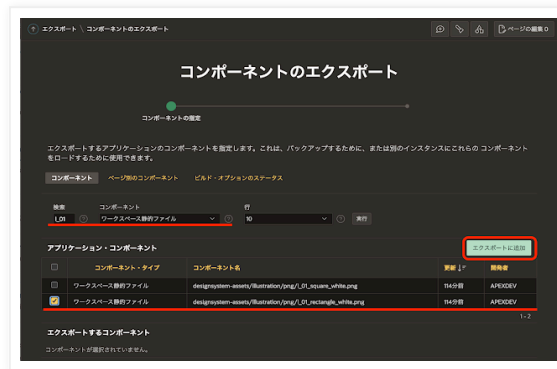 エクスポート \ コンポーネントのエクスポート
ページの編集 0
コンポーネントのエクスポート
コンポーネントの指定
エクスポートするアプリケーションのコンポーネントを指定します。これは、バックアップするために、または別のインスタンスにこれらの コンポーネント
をロードするために使用できます。
コンポーネント ページ別のコンポーネント ビルド・オプションのステータス
検索 コンポーネント 行
l_01 ワークスペース静的ファイル 10 実行
アプリケーション・コンポーネント エクスポートに追加
コンポーネント・タイプ コンポーネント名 更新 開発者
ワークスペース静的ファイル designsystem-assets/illustration/png/l_01_square_white.png 114分前 APEXDEV
ワークスペース静的ファイル designsystem-assets/illustration/png/l_01_rectangle_white.png 114分前 APEXDEV
1 - 2
エクスポートするコンポーネント
コンポーネントが選択されていません。